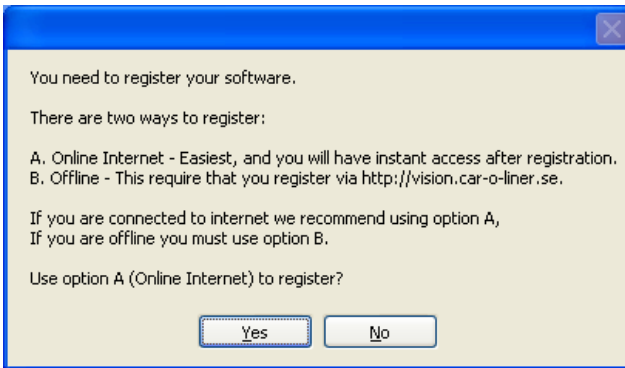 You need to register your software.
There are two ways to register:
A. Online Internet - Easiest, and you will have instant access after registration.
B. Offline - This require that you register via http://vision.car-o-liner.se.
If you are connected to internet we recommend using option A,
If you are offline you must use option B.
Use option A (Online Internet) to register?
Yes No